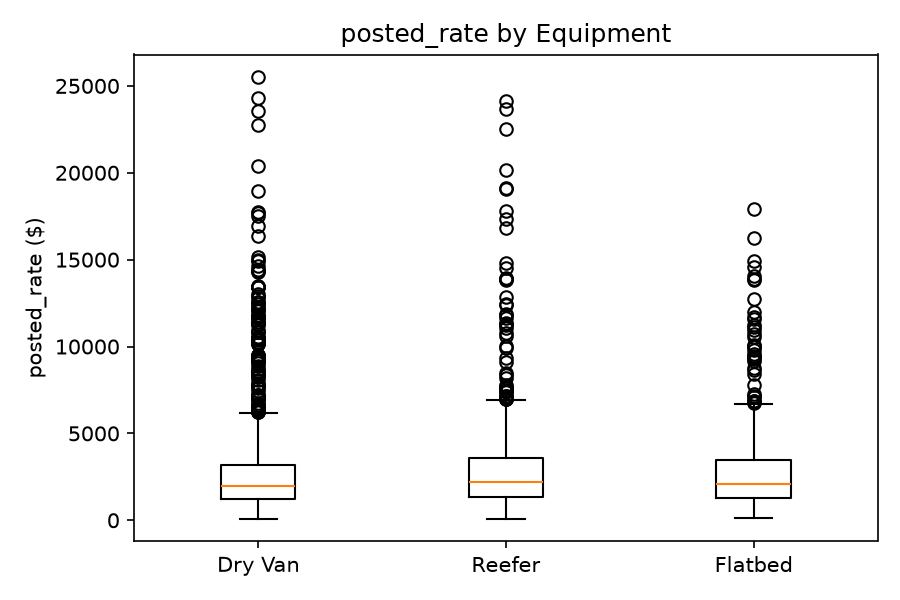 posted_rate by Equipment
posted_rate ($)
25000
20000
15000
10000
5000
0
Dry Van
Reefer
Flatbed